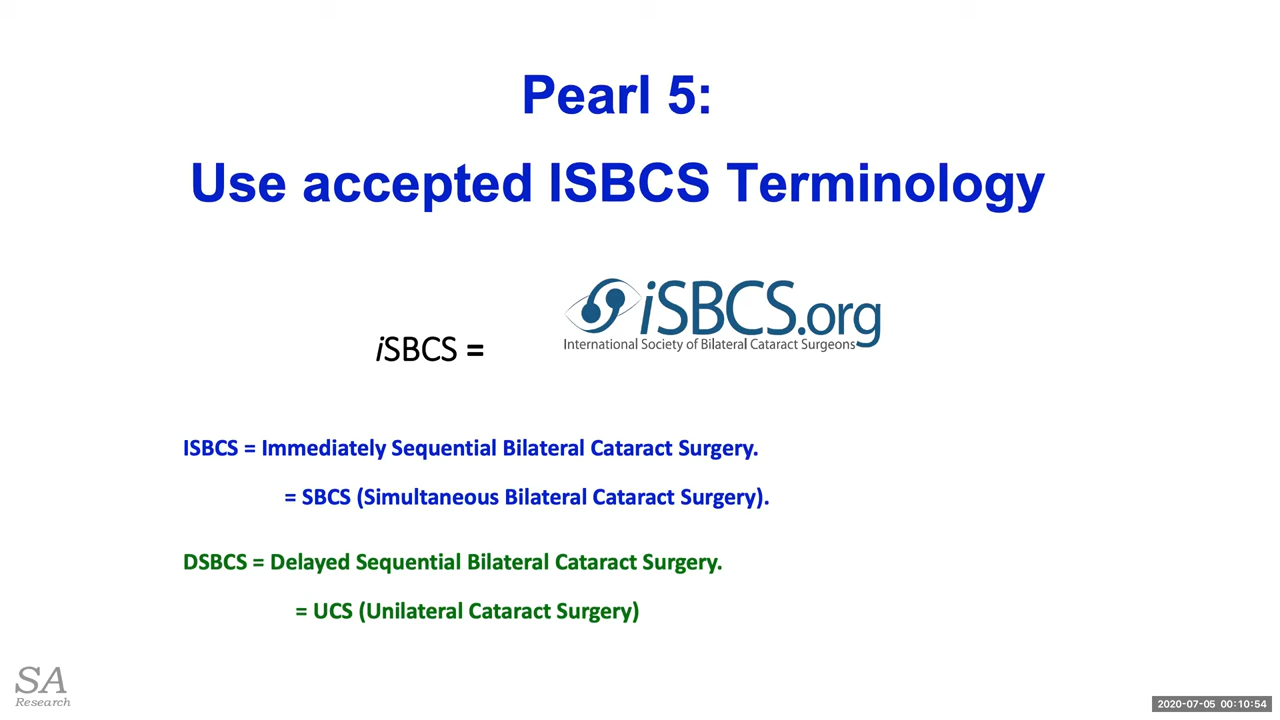 Pearl 5:
Use accepted ISBCS Terminology
iSBCS =
iSBCS.org
International Society of Bilateral Cataract Surgeons
ISBCS = Immediately Sequential Bilateral Cataract Surgery.
= SBCS (Simultaneous Bilateral Cataract Surgery).
DSBCS = Delayed Sequential Bilateral Cataract Surgery.
= UCS (Unilateral Cataract Surgery)
SA
Research
2020-07-05 00:10:54